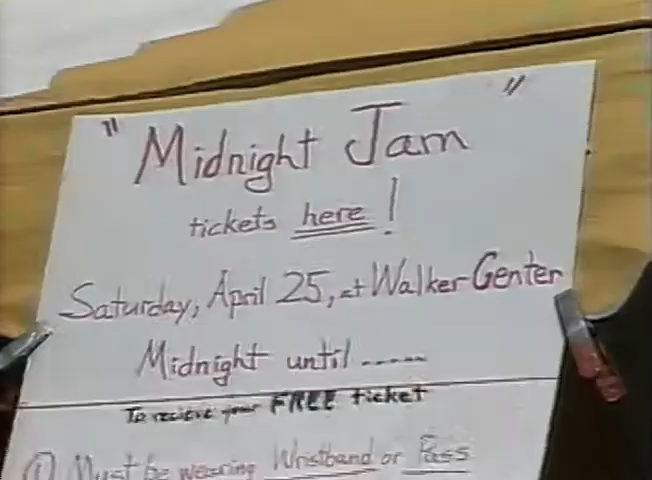 "Midnight Jam"
tickets here!
Saturday, April 25, at Walker Center
Midnight until -----
To recieve your FREE ticket
① Must be wearing Wristband or Pass